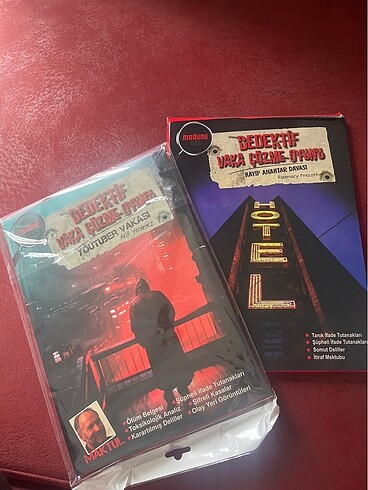 modunu
DEDEKTİF
VAKA ÇÖZME OYUNU
YOUTUBER VAKASI
MAKTUL
• Ölüm Belgesi
• Toksikolojik Analiz
• Karartılmış Deliller
• Şüpheli İfade Tutanakları
• Şifreli Kasalar
• Olay Yeri Görüntüleri
modunu
DEDEKTİF
VAKA ÇÖZME OYUNU
KAYIP ANAHTAR DAVASI
HOTEL
• Tanık İfade Tutanakları
• Şüpheli İfade Tutanakları
• Somut Deliller
• İtiraf Mektubu